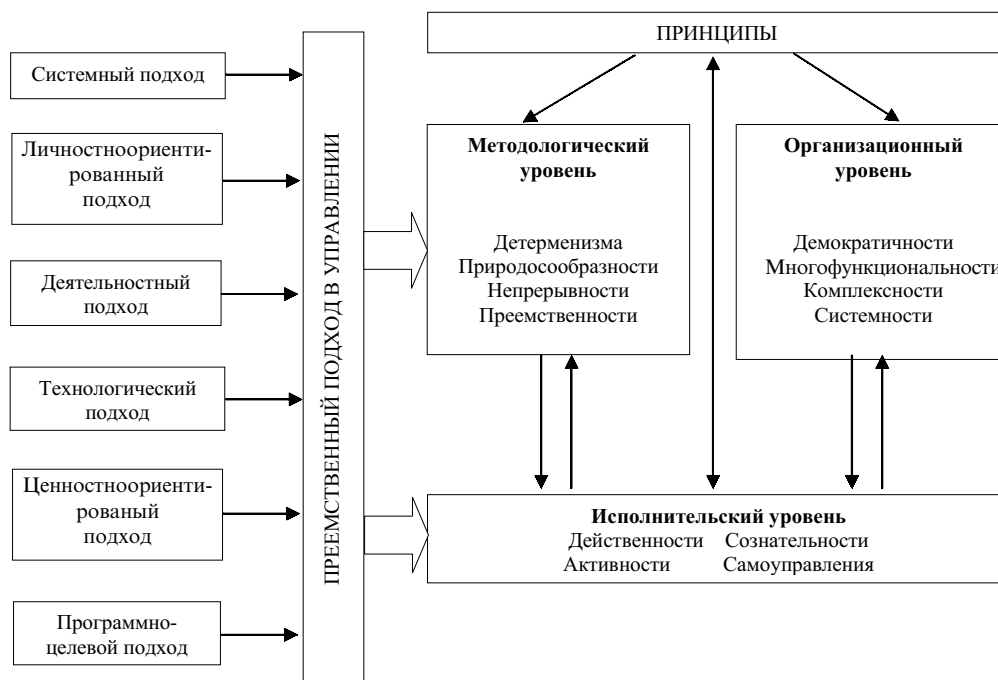 Системный подход
Личностноориенти-
рованный
подход
Деятельностный
подход
Технологический
подход
Ценностноориенти-
рованый
подход
Программно-
целевой подход
ПРЕЕМСТВЕННЫЙ ПОДХОД В УПРАВЛЕНИИ
ПРИНЦИПЫ
Методологический
уровень
Детерменизма
Природосообразности
Непрерывности
Преемственности
Организационный
уровень
Демократичности
Многофункциональности
Комплексности
Системности
Исполнительский уровень
Действенности Сознательности
Активности Самоуправления